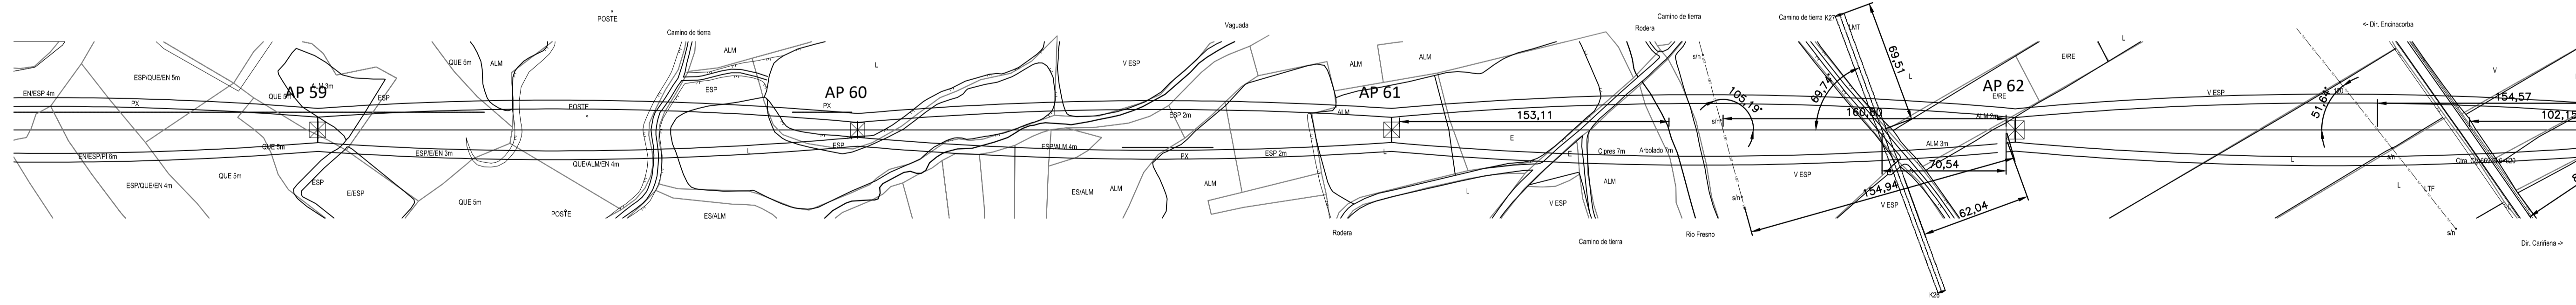 POSTE
Camino de tierra
Vaguada
Rodera
Camino de tierra
Camino de tierra K27
LMT
<- Dir. Encinacorba
ALM
L
QUE 5m
ALM
ESP/QUE/EN 5m
V ESP
ALM
ALM
s/n
69,51
L
E/RE
L
V
EN/ESP 4m
PX
QUE 5m
AP 59
ESP
POSTE
ESP
AP 60
PX
ESP 2m
AP 61
ALM
153,11
105,19°
s/n
69,74°
160,60
AP 62
E/RE
ALM 2m
V ESP
51,64°
154,57
102,15
EN/ESP/PI 6m
QUE 5m
ESP/E/EN 3m
QUE/ALM/EN 4m
L
ESP
ESP/ALM 4m
PX
ESP 2m
L
E
E
Cipres 7m
Arbolado 7m
ALM 3m
70,54
L
s/n
ESP/QUE/EN 4m
QUE 5m
ESP
E/ESP
QUE 5m
POSTE
ES/ALM
ES/ALM
ALM
ALM
L
V ESP
ALM
s/n
V ESP
154,94
V ESP
62,04
L
LTF
Rodera
Camino de tierra
Rio Fresno
s/n
Dir. Cariñena ->
K26